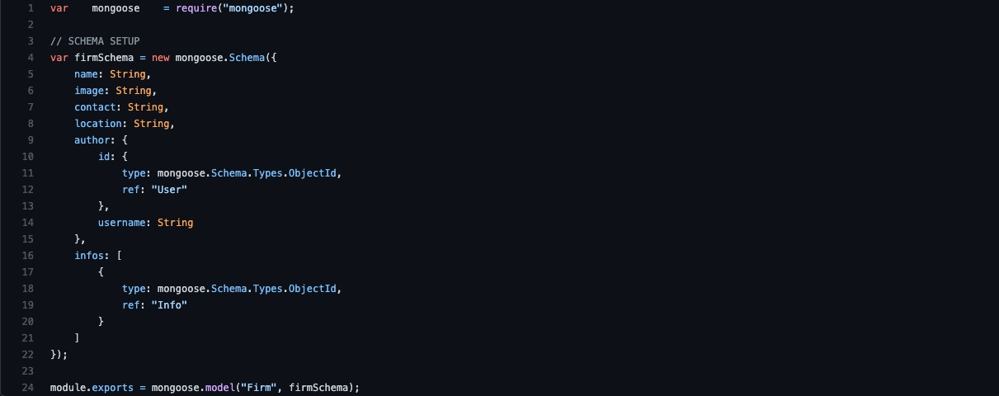 1 var    mongoose    = require("mongoose");
2
3 // SCHEMA SETUP
4 var firmSchema = new mongoose.Schema({
5     name: String,
6     image: String,
7     contact: String,
8     location: String,
9     author: {
10         id: {
11             type: mongoose.Schema.Types.ObjectId,
12             ref: "User"
13         },
14         username: String
15     },
16     infos: [
17         {
18             type: mongoose.Schema.Types.ObjectId,
19             ref: "Info"
20         }
21     ]
22 });
23
24 module.exports = mongoose.model("Firm", firmSchema);